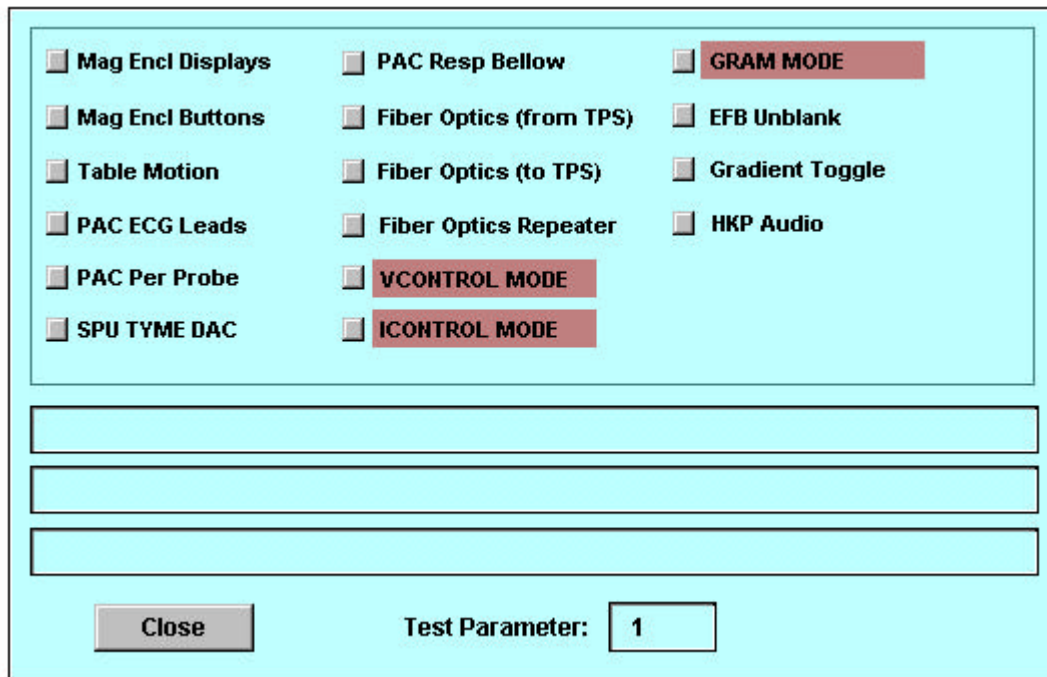 Mag Encl Displays
Mag Encl Buttons
Table Motion
PAC ECG Leads
PAC Per Probe
SPU TYME DAC
PAC Resp Bellow
Fiber Optics (from TPS)
Fiber Optics (to TPS)
Fiber Optics Repeater
VCONTROL MODE
ICONTROL MODE
GRAM MODE
EFB Unblank
Gradient Toggle
HKP Audio
Close
Test Parameter: 1